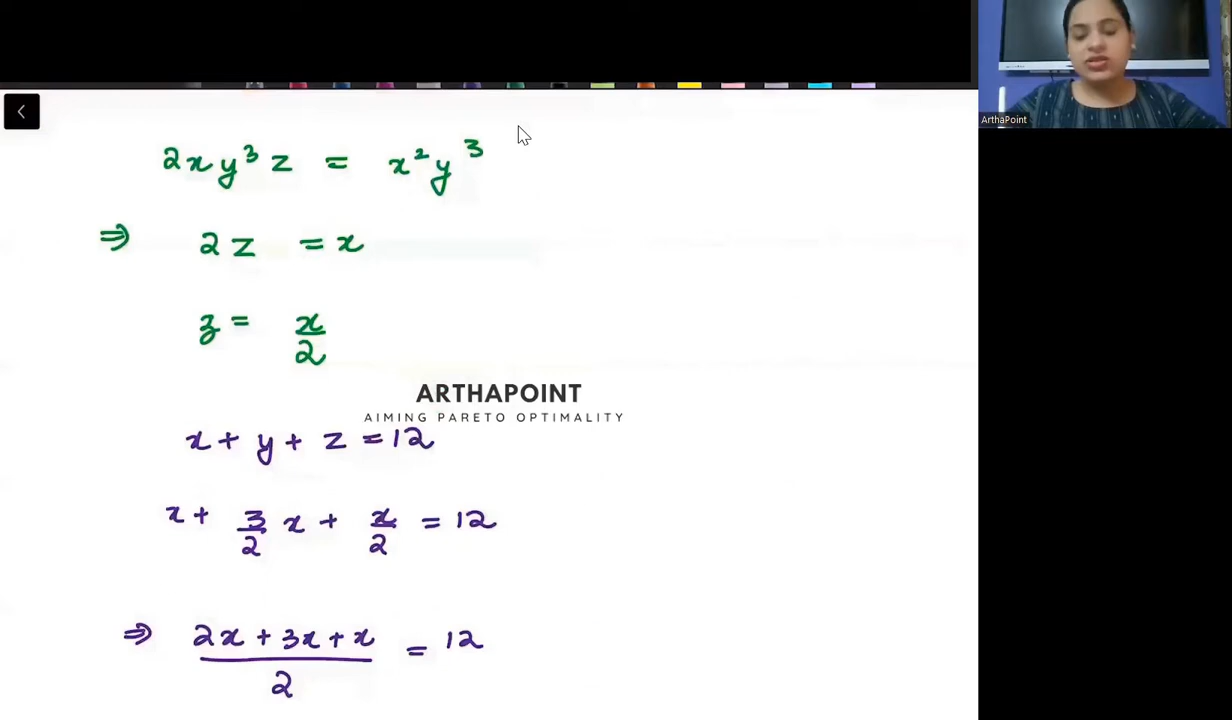 2xy³z = x²y³
⇒ 2z = x
z = x/2
ARTHAPOINT
AIMING PARETO OPTIMALITY
x + y + z = 12
x + 3/2 x + x/2 = 12
⇒ (2x + 3x + x)/2 = 12
ArthaPoint